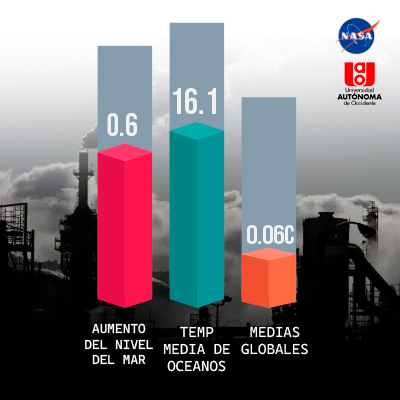 NASA
Universidad
AUTÓNOMA
de Occidente
0.6
16.1
0.06C
AUMENTO
DEL NIVEL
DEL MAR
TEMP
MEDIA DE
OCEANOS
MEDIAS
GLOBALES